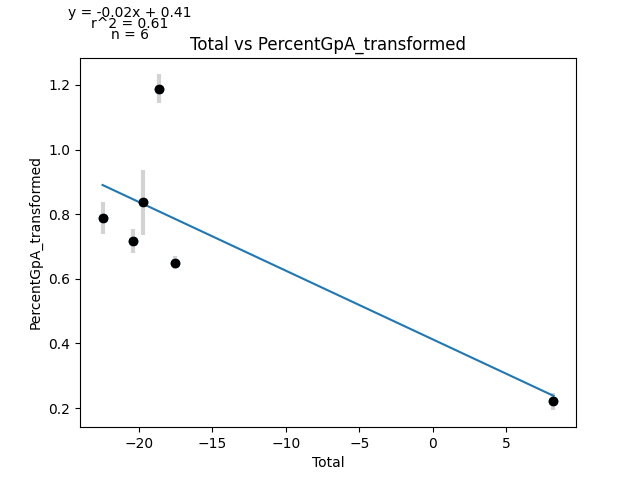 y = -0.02x + 0.41
r^2 = 0.61
n = 6
Total vs PercentGpA_transformed
PercentGpA_transformed
1.2
1.0
0.8
0.6
0.4
0.2
−20
−15
−10
−5
0
5
Total